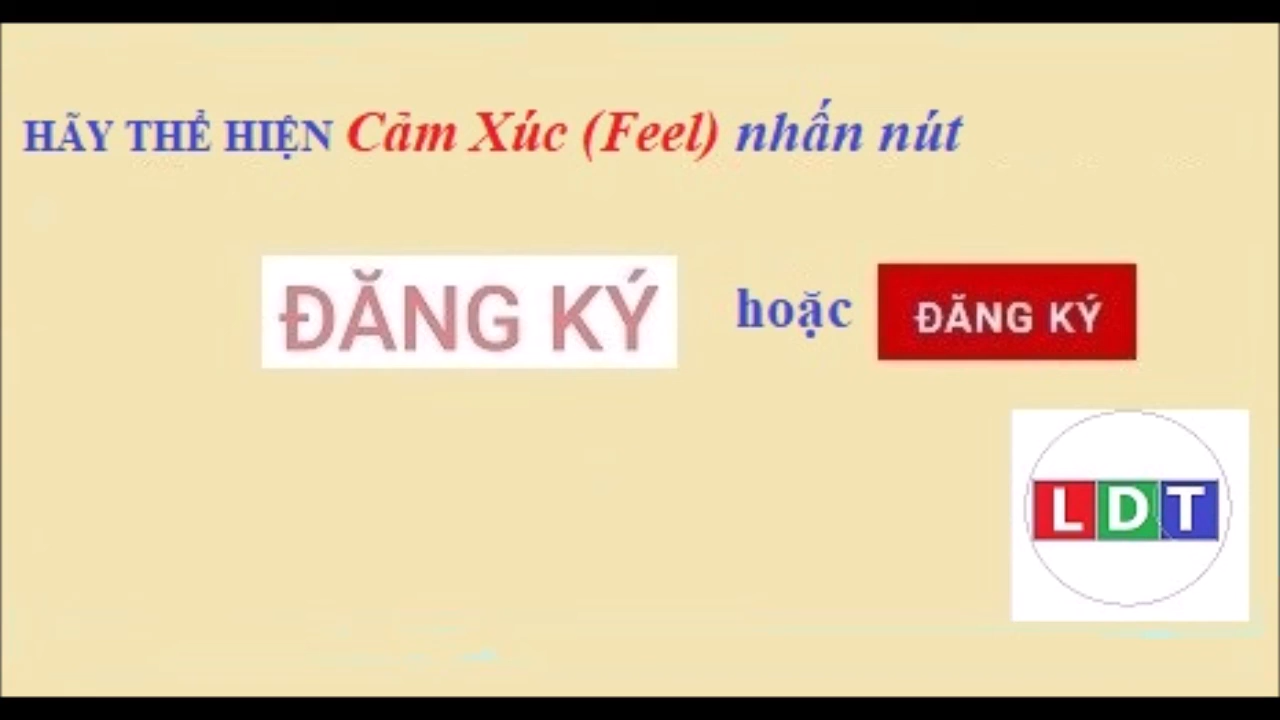 HÃY THỂ HIỆN Cảm Xúc (Feel) nhấn nút
ĐĂNG KÝ hoặc ĐĂNG KÝ
LDT